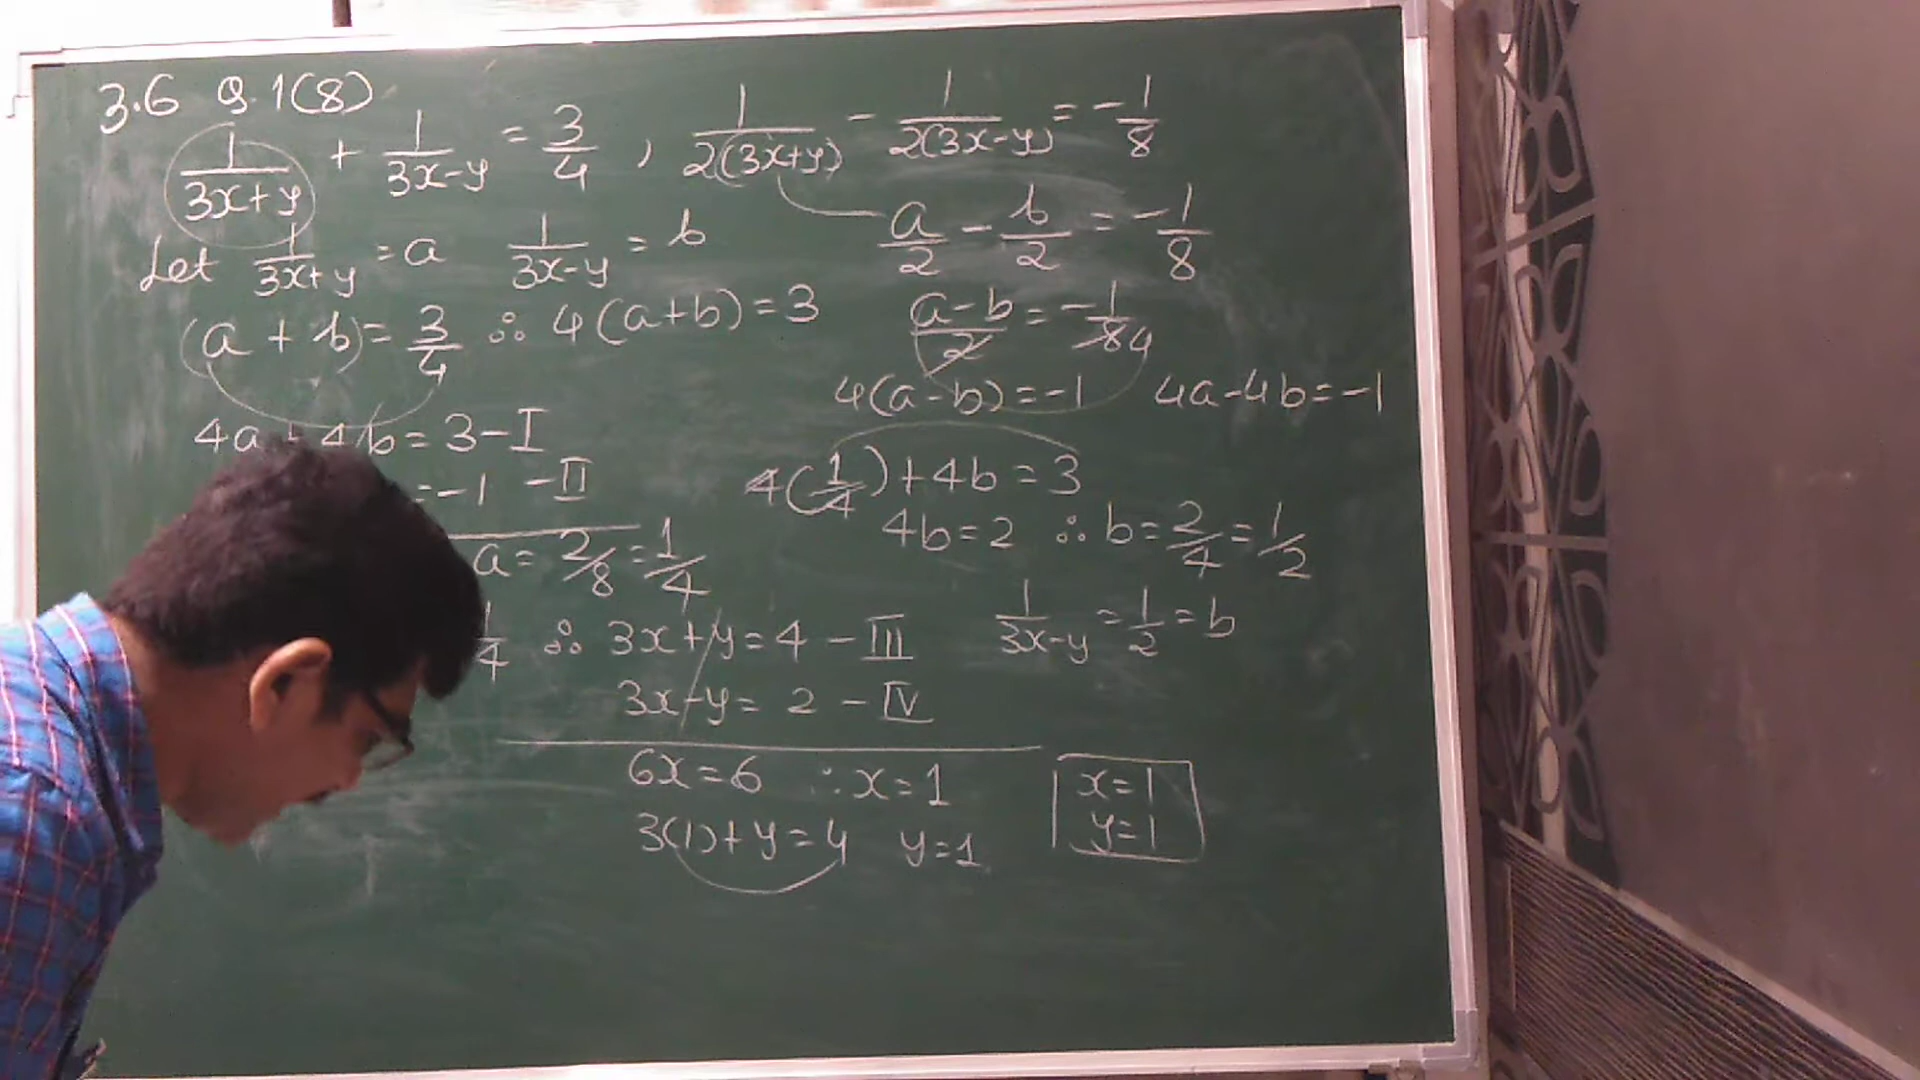 3.6 Q.1(8)
1/(3x+y) + 1/(3x-y) = 3/4 , 1/(2(3x+y)) - 1/(2(3x-y)) = -1/8
Let 1/(3x+y) = a 1/(3x-y) = b
a/2 - b/2 = -1/8
(a + b) = 3/4 ∴ 4(a+b) = 3
(a-b)/2 = -1/8 4
4(a-b) = -1 4a-4b = -1
4a + 4b = 3 - I
= -1 - II
4(1/4) + 4b = 3
4b = 2 ∴ b = 2/4 = 1/2
a = 2/8 = 1/4
1/4 ∴ 3x+y = 4 - III
1/(3x-y) = 1/2 = b
3x-y = 2 - IV
6x = 6 ∴ x = 1
3(1) + y = 4 y = 1
x = 1
y = 1